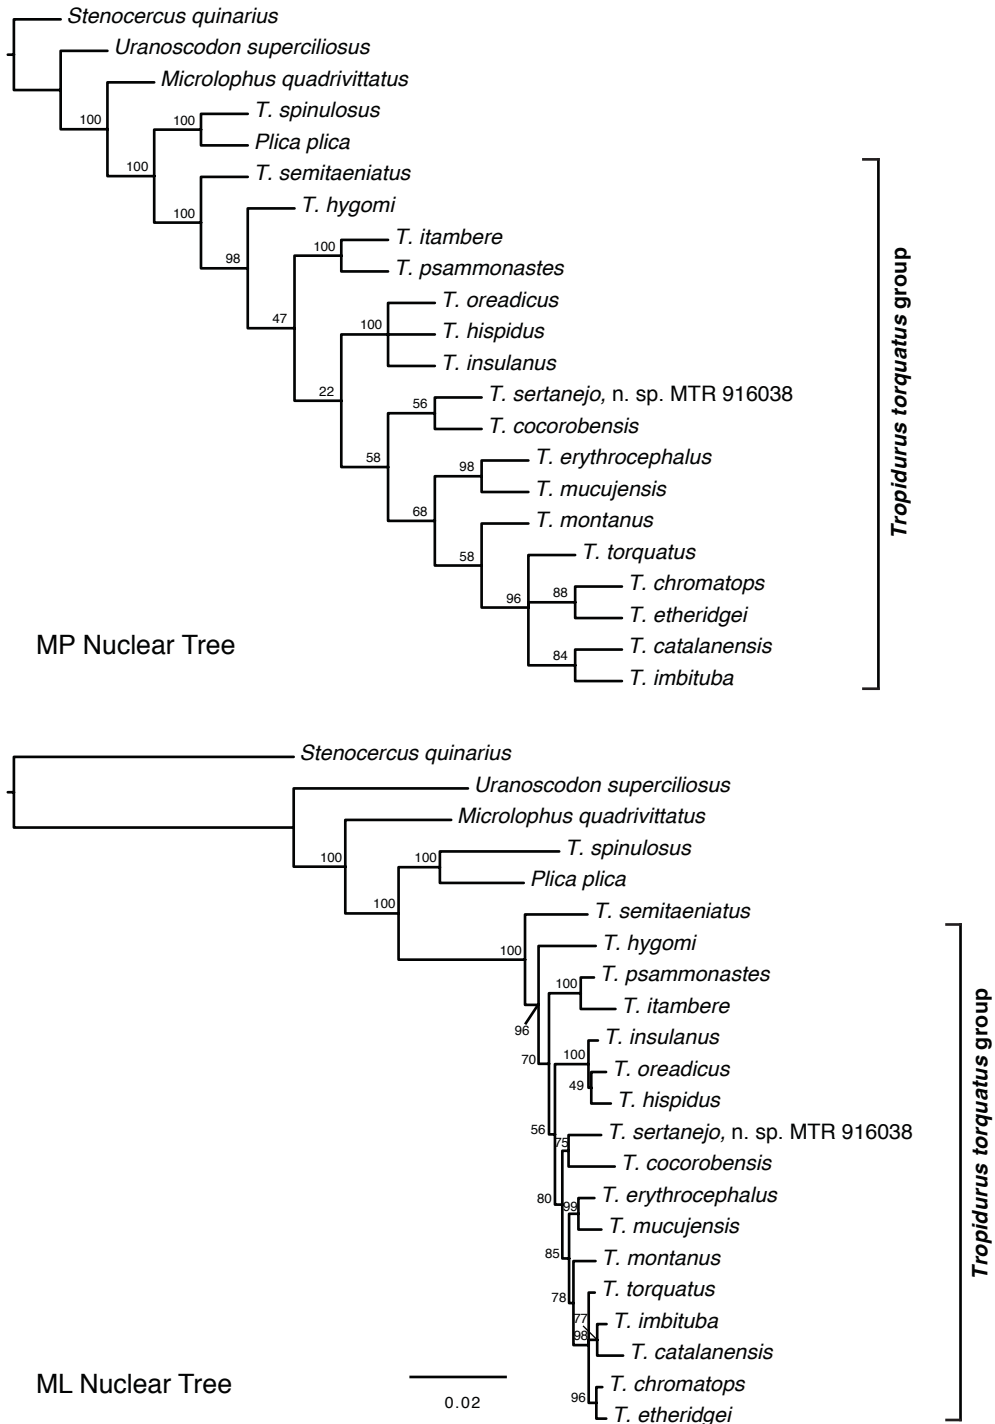 Stenocercus quinarius
Uranoscodon superciliosus
Microlophus quadrivittatus
100
T. spinulosus
100
Plica plica
100
T. semitaeniatus
100
T. hygomi
98
T. itambere
100
T. psammonastes
47
T. oreadicus
100
T. hispidus
T. insulanus
22
T. sertanejo, n. sp. MTR 916038
56
T. cocorobensis
58
T. erythrocephalus
98
T. mucujensis
68
T. montanus
58
T. torquatus
96
T. chromatops
88
T. etheridgei
T. catalanensis
84
T. imbituba
Tropidurus torquatus group
MP Nuclear Tree
Stenocercus quinarius
Uranoscodon superciliosus
Microlophus quadrivittatus
100
T. spinulosus
100
Plica plica
100
T. semitaeniatus
100
T. hygomi
96
T. psammonastes
100
T. itambere
70
T. insulanus
100
T. oreadicus
49
T. hispidus
56
T. sertanejo, n. sp. MTR 916038
75
T. cocorobensis
80
T. erythrocephalus
99
T. mucujensis
85
T. montanus
78
T. torquatus
77
T. imbituba
98
T. catalanensis
T. chromatops
96
T. etheridgei
Tropidurus torquatus group
ML Nuclear Tree
0.02